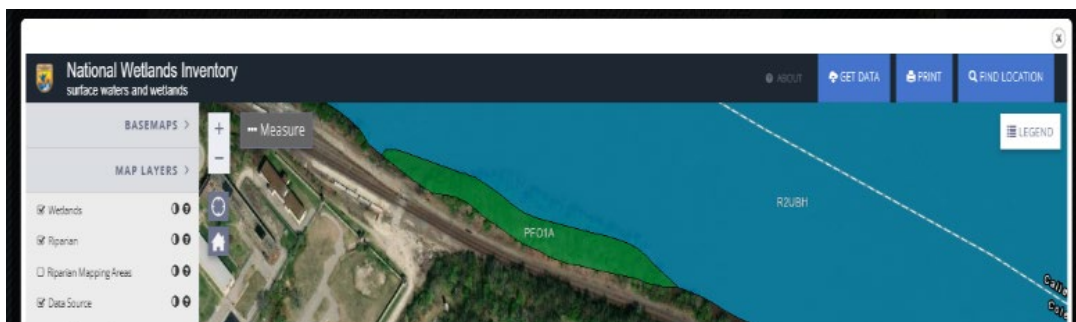 x
National Wetlands Inventory
surface waters and wetlands
ABOUT
GET DATA
PRINT
FIND LOCATION
BASEMAPS >
MAP LAYERS >
Wetlands
Riparian
Riparian Mapping Areas
Data Source
+
−
Measure
LEGEND
PFO1A
R2UBH